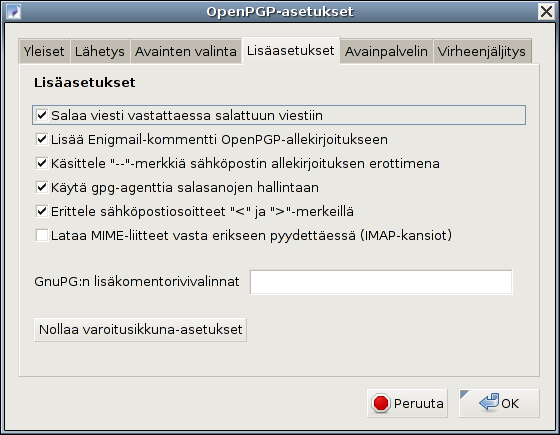 OpenPGP-asetukset
Yleiset Lähetys Avainten valinta Lisäasetukset Avainpalvelin Virheenjäljitys
Lisäasetukset
Salaa viesti vastattaessa salattuun viestiin
Lisää Enigmail-kommentti OpenPGP-allekirjoitukseen
Käsittele "--"-merkkiä sähköpostin allekirjoituksen erottimena
Käytä gpg-agenttia salasanojen hallintaan
Erittele sähköpostiosoitteet "<" ja ">"-merkeillä
Lataa MIME-liitteet vasta erikseen pyydettäessä (IMAP-kansiot)
GnuPG:n lisäkomentorivivalinnat
Nollaa varoitusikkuna-asetukset
Peruuta OK